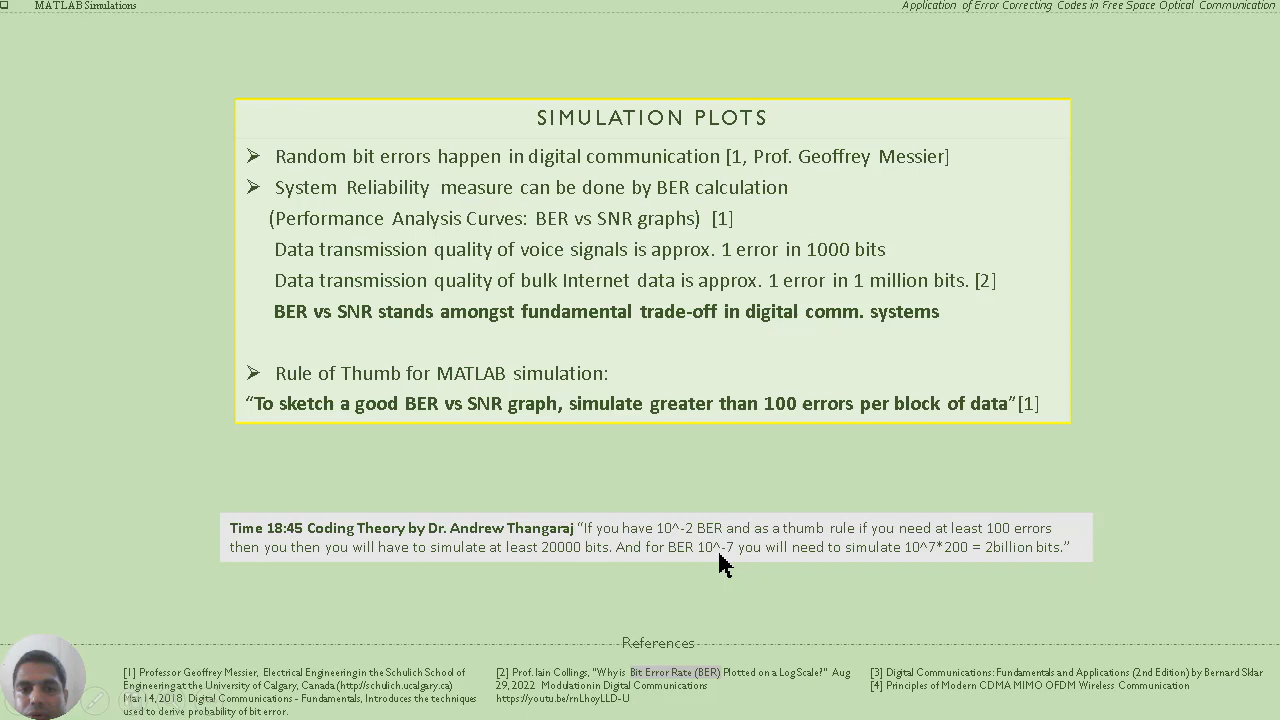 MATLAB Simulations
Application of Error Correcting Codes in Free Space Optical Communication
SIMULATION PLOTS
Random bit errors happen in digital communication [1, Prof. Geoffrey Messier]
System Reliability measure can be done by BER calculation
(Performance Analysis Curves: BER vs SNR graphs) [1]
Data transmission quality of voice signals is approx. 1 error in 1000 bits
Data transmission quality of bulk Internet data is approx. 1 error in 1 million bits. [2]
BER vs SNR stands amongst fundamental trade-off in digital comm. systems
Rule of Thumb for MATLAB simulation:
“To sketch a good BER vs SNR graph, simulate greater than 100 errors per block of data”[1]
Time 18:45 Coding Theory by Dr. Andrew Thangaraj “If you have 10^-2 BER and as a thumb rule if you need at least 100 errors
then you then you will have to simulate at least 20000 bits. And for BER 10^-7 you will need to simulate 10^7*200 = 2billion bits.”
References
[1] Professor Geoffrey Messier, Electrical Engineering in the Schulich School of
Engineering at the University of Calgary, Canada (http://schulich.ucalgary.ca)
Mar 14, 2018 Digital Communications - Fundamentals, Introduces the techniques
used to derive probability of bit error.
[2] Prof. Iain Collings, "Why is Bit Error Rate (BER) Plotted on a Log Scale?" Aug
29, 2022 Modulation in Digital Communications
https://youtu.be/rnLhoyLLD-U
[3] Digital Communications: Fundamentals and Applications (2nd Edition) by Bernard Sklar
[4] Principles of Modern CDMA MIMO OFDM Wireless Communication